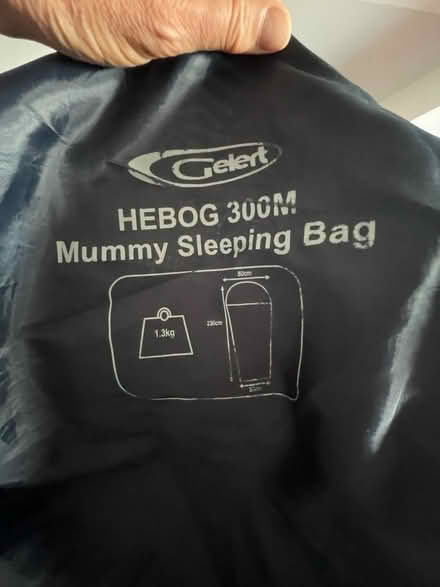 Gelert
HEBOG 300M
Mummy Sleeping Bag
80cm
1.3kg
230cm